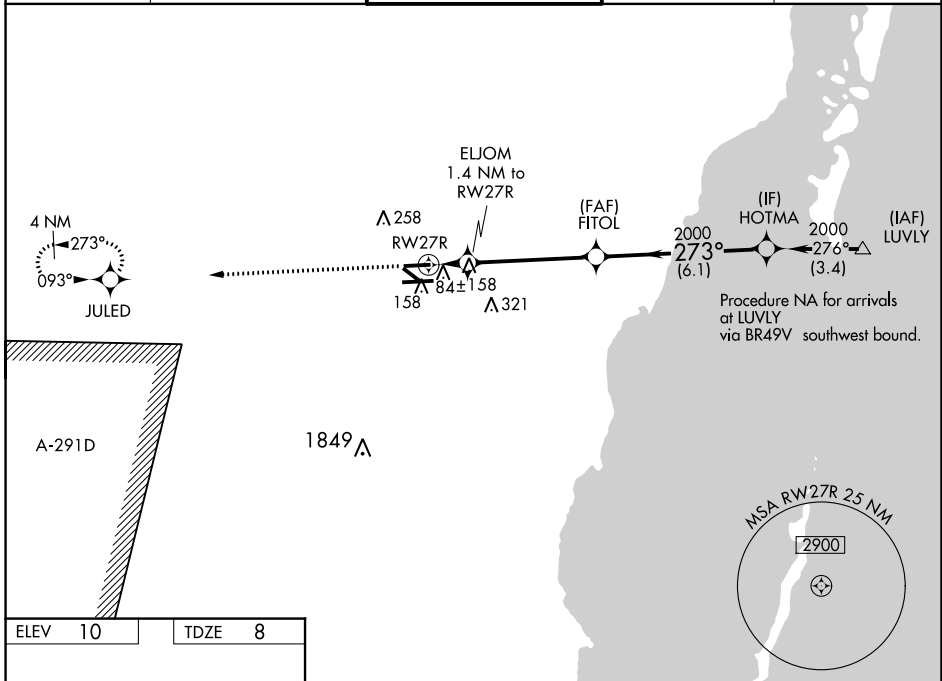 ELJOM
1.4 NM to
RW27R
258
RW27R
(FAF)
FITOL
(IF)
HOTMA
(IAF)
LUVLY
2000
273°
(6.1)
2000
276°
(3.4)
4 NM
273°
093°
JULED
158
84±
158
321
Procedure NA for arrivals
at LUVLY
via BR49V southwest bound.
A-291D
1849
MSA RW27R 25 NM
2900
ELEV 10
TDZE 8